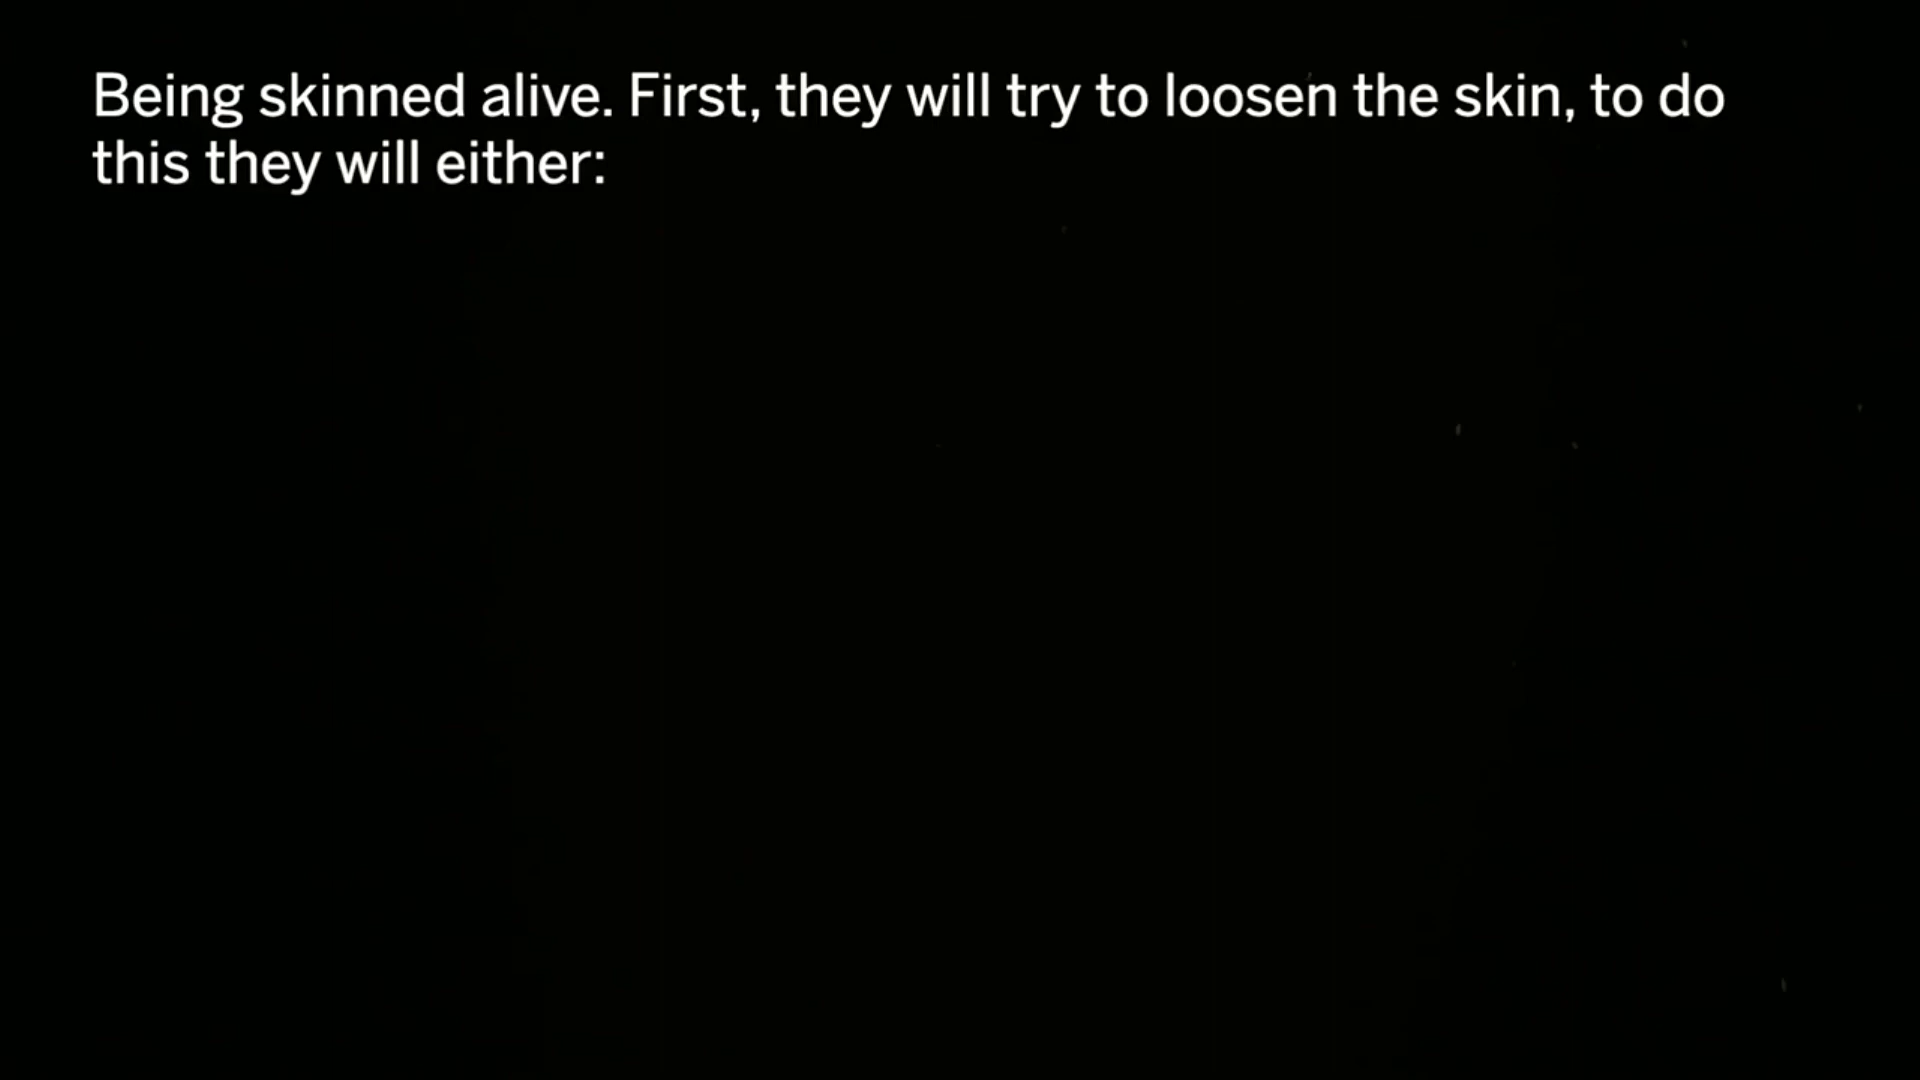 Being skinned alive. First, they will try to loosen the skin, to do
this they will either: